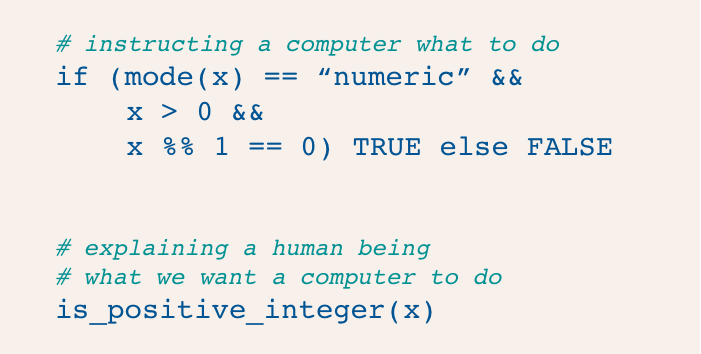 # instructing a computer what to do
if (mode(x) == “numeric” &&
x > 0 &&
x %% 1 == 0) TRUE else FALSE
# explaining a human being
# what we want a computer to do
is_positive_integer(x)